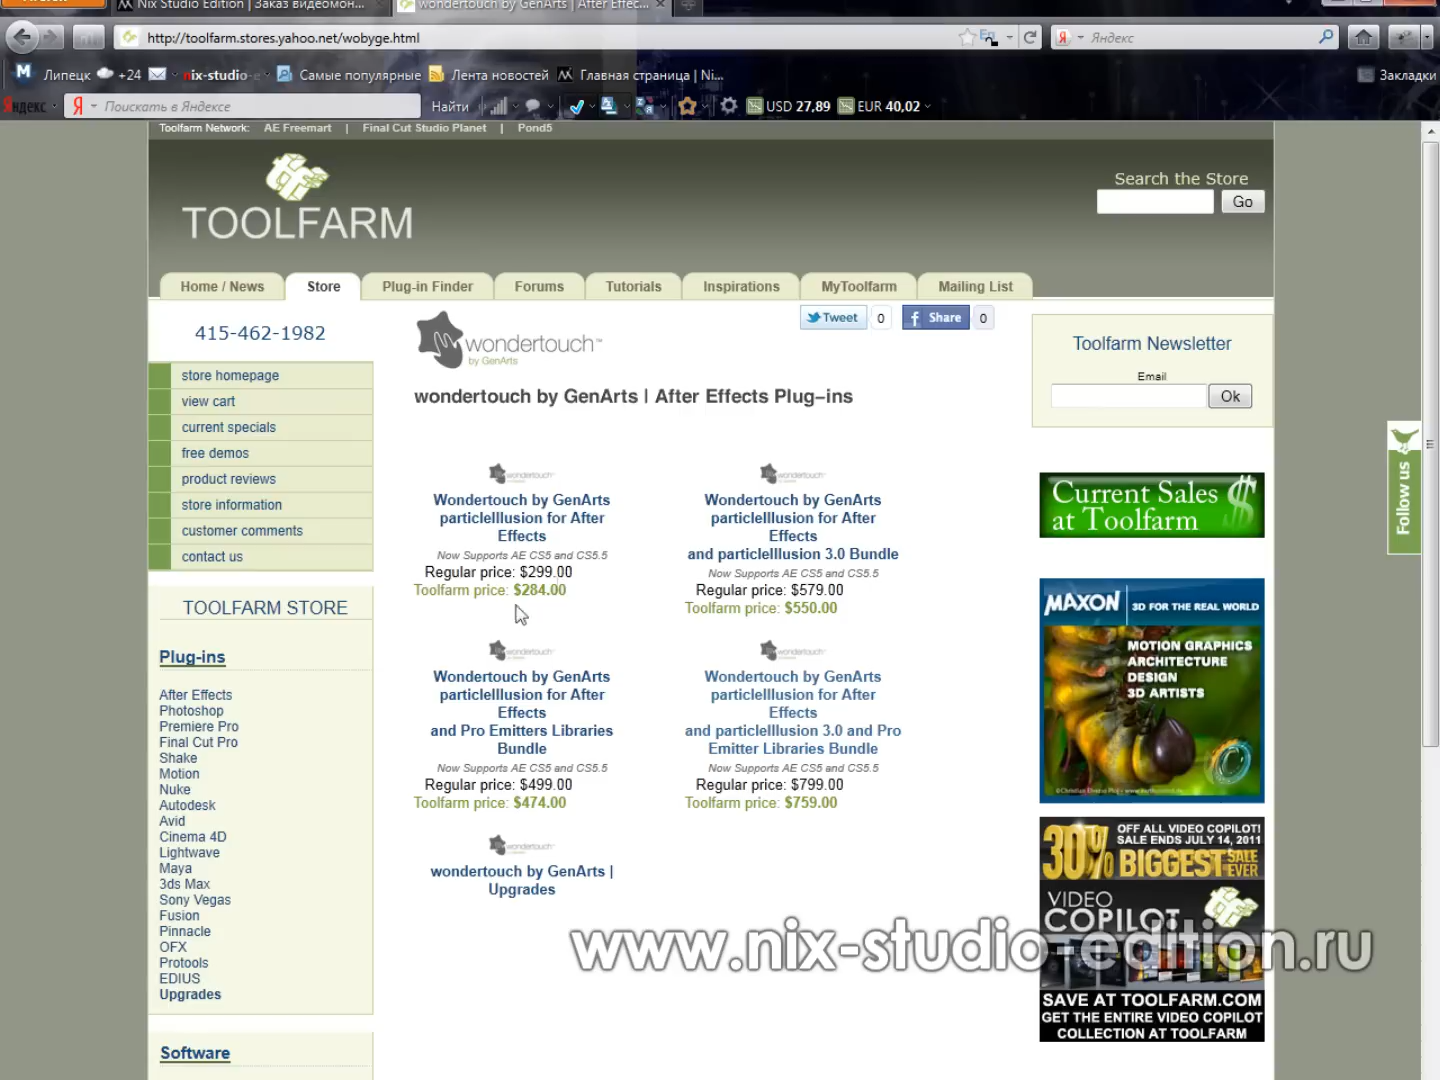 Nix Studio Edition | Заказ видеомон...
wondertouch by GenArts | After Effec...
http://toolfarm.stores.yahoo.net/wobyge.html
Яндекс
Липецк +24 nix-studio-e Самые популярные Лента новостей Главная страница | Ni... Закладки
Яндекс Поискать в Яндексе Найти USD 27,89 EUR 40,02
Toolfarm Network: AE Freemart | Final Cut Studio Planet | Pond5
TOOLFARM
Search the Store
Go
Home / News Store Plug-in Finder Forums Tutorials Inspirations MyToolfarm Mailing List
415-462-1982
store homepage
view cart
current specials
free demos
product reviews
store information
customer comments
contact us
TOOLFARM STORE
Plug-ins
After Effects
Photoshop
Premiere Pro
Final Cut Pro
Shake
Motion
Nuke
Autodesk
Avid
Cinema 4D
Lightwave
Maya
3ds Max
Sony Vegas
Fusion
Pinnacle
OFX
Protools
EDIUS
Upgrades
Software
wondertouch™
by GenArts
Tweet 0 Share 0
wondertouch by GenArts | After Effects Plug-ins
wondertouch
Wondertouch by GenArts
particleIllusion for After
Effects
Now Supports AE CS5 and CS5.5
Regular price: $299.00
Toolfarm price: $284.00
wondertouch
Wondertouch by GenArts
particleIllusion for After
Effects
and particleIllusion 3.0 Bundle
Now Supports AE CS5 and CS5.5
Regular price: $579.00
Toolfarm price: $550.00
wondertouch
Wondertouch by GenArts
particleIllusion for After
Effects
and Pro Emitters Libraries
Bundle
Now Supports AE CS5 and CS5.5
Regular price: $499.00
Toolfarm price: $474.00
wondertouch
Wondertouch by GenArts
particleIllusion for After
Effects
and particleIllusion 3.0 and Pro
Emitter Libraries Bundle
Now Supports AE CS5 and CS5.5
Regular price: $799.00
Toolfarm price: $759.00
wondertouch
wondertouch by GenArts |
Upgrades
Toolfarm Newsletter
Email
Ok
Follow us
Current Sales
at Toolfarm
$
MAXON 3D FOR THE REAL WORLD
MOTION GRAPHICS
ARCHITECTURE
DESIGN
3D ARTISTS
30% OFF ALL VIDEO COPILOT!
SALE ENDS JULY 14, 2011
BIGGEST SALE EVER
VIDEO
COPILOT
SAVE AT TOOLFARM.COM
GET THE ENTIRE VIDEO COPILOT
COLLECTION AT TOOLFARM
www.nix-studio-edition.ru